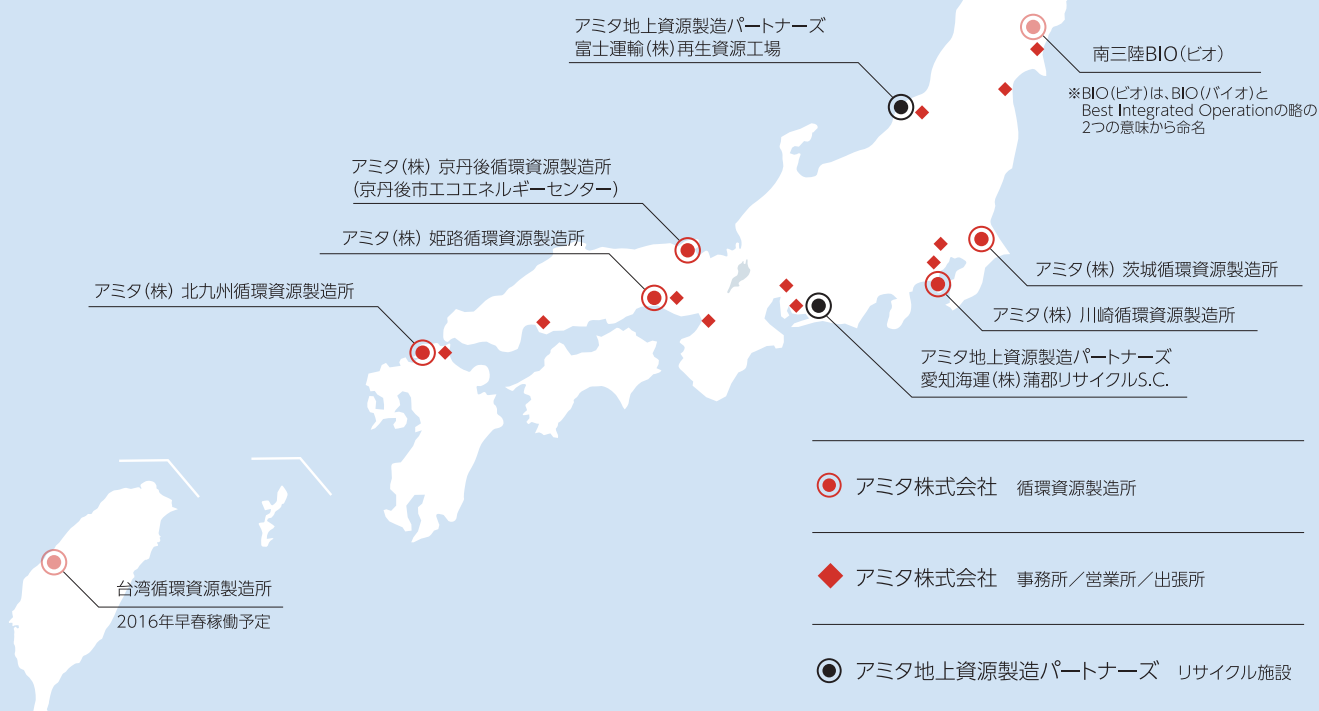 アミタ地上資源製造パートナーズ
富士運輸(株)再生資源工場
南三陸BIO(ビオ)
※BIO(ビオ)は、BIO(バイオ)と
Best Integrated Operationの略の
2つの意味から命名
アミタ(株) 京丹後循環資源製造所
(京丹後市エコエネルギーセンター)
アミタ(株) 姫路循環資源製造所
アミタ(株) 北九州循環資源製造所
アミタ(株) 茨城循環資源製造所
アミタ(株) 川崎循環資源製造所
アミタ地上資源製造パートナーズ
愛知海運(株)蒲郡リサイクルS.C.
台湾循環資源製造所
2016年早春稼働予定
アミタ株式会社 循環資源製造所
アミタ株式会社 事務所/営業所/出張所
アミタ地上資源製造パートナーズ リサイクル施設